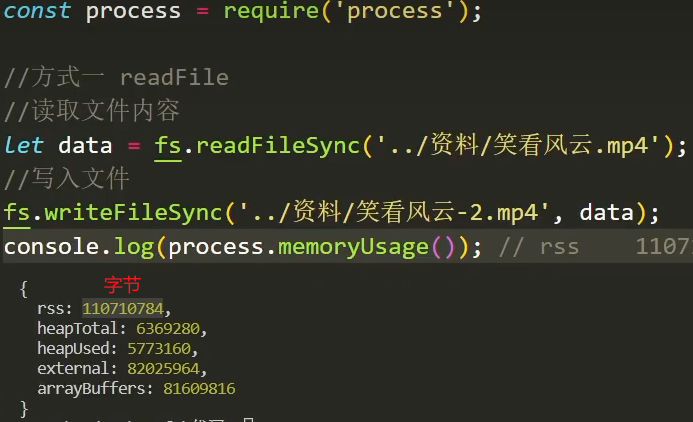 const process = require('process');
//方式一 readFile
//读取文件内容
let data = fs.readFileSync('../资料/笑看风云.mp4');
//写入文件
fs.writeFileSync('../资料/笑看风云-2.mp4', data);
console.log(process.memoryUsage()); // rss 1107
字节
{
rss: 110710784,
heapTotal: 6369280,
heapUsed: 5773160,
external: 82025964,
arrayBuffers: 81609816
}